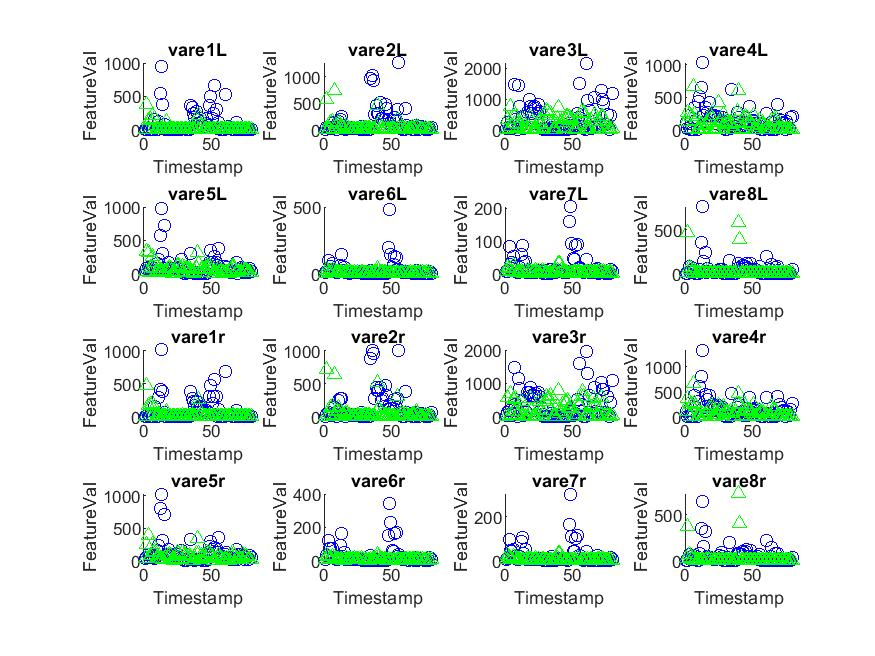 vare1L vare2L vare3L vare4L
FeatureVal 1000 500 0 FeatureVal 1000 500 0 FeatureVal 2000 1000 0 FeatureVal 1000 500 0
0 50 0 50 0 50 0 50
Timestamp Timestamp Timestamp Timestamp
vare5L vare6L vare7L vare8L
FeatureVal 1000 500 0 FeatureVal 500 0 FeatureVal 200 100 0 FeatureVal 500 0
0 50 0 50 0 50 0 50
Timestamp Timestamp Timestamp Timestamp
vare1r vare2r vare3r vare4r
FeatureVal 1000 500 0 FeatureVal 1000 500 0 FeatureVal 2000 1000 0 FeatureVal 1000 500 0
0 50 0 50 0 50 0 50
Timestamp Timestamp Timestamp Timestamp
vare5r vare6r vare7r vare8r
FeatureVal 1000 500 0 FeatureVal 400 200 0 FeatureVal 200 0 FeatureVal 500 0
0 50 0 50 0 50 0 50
Timestamp Timestamp Timestamp Timestamp